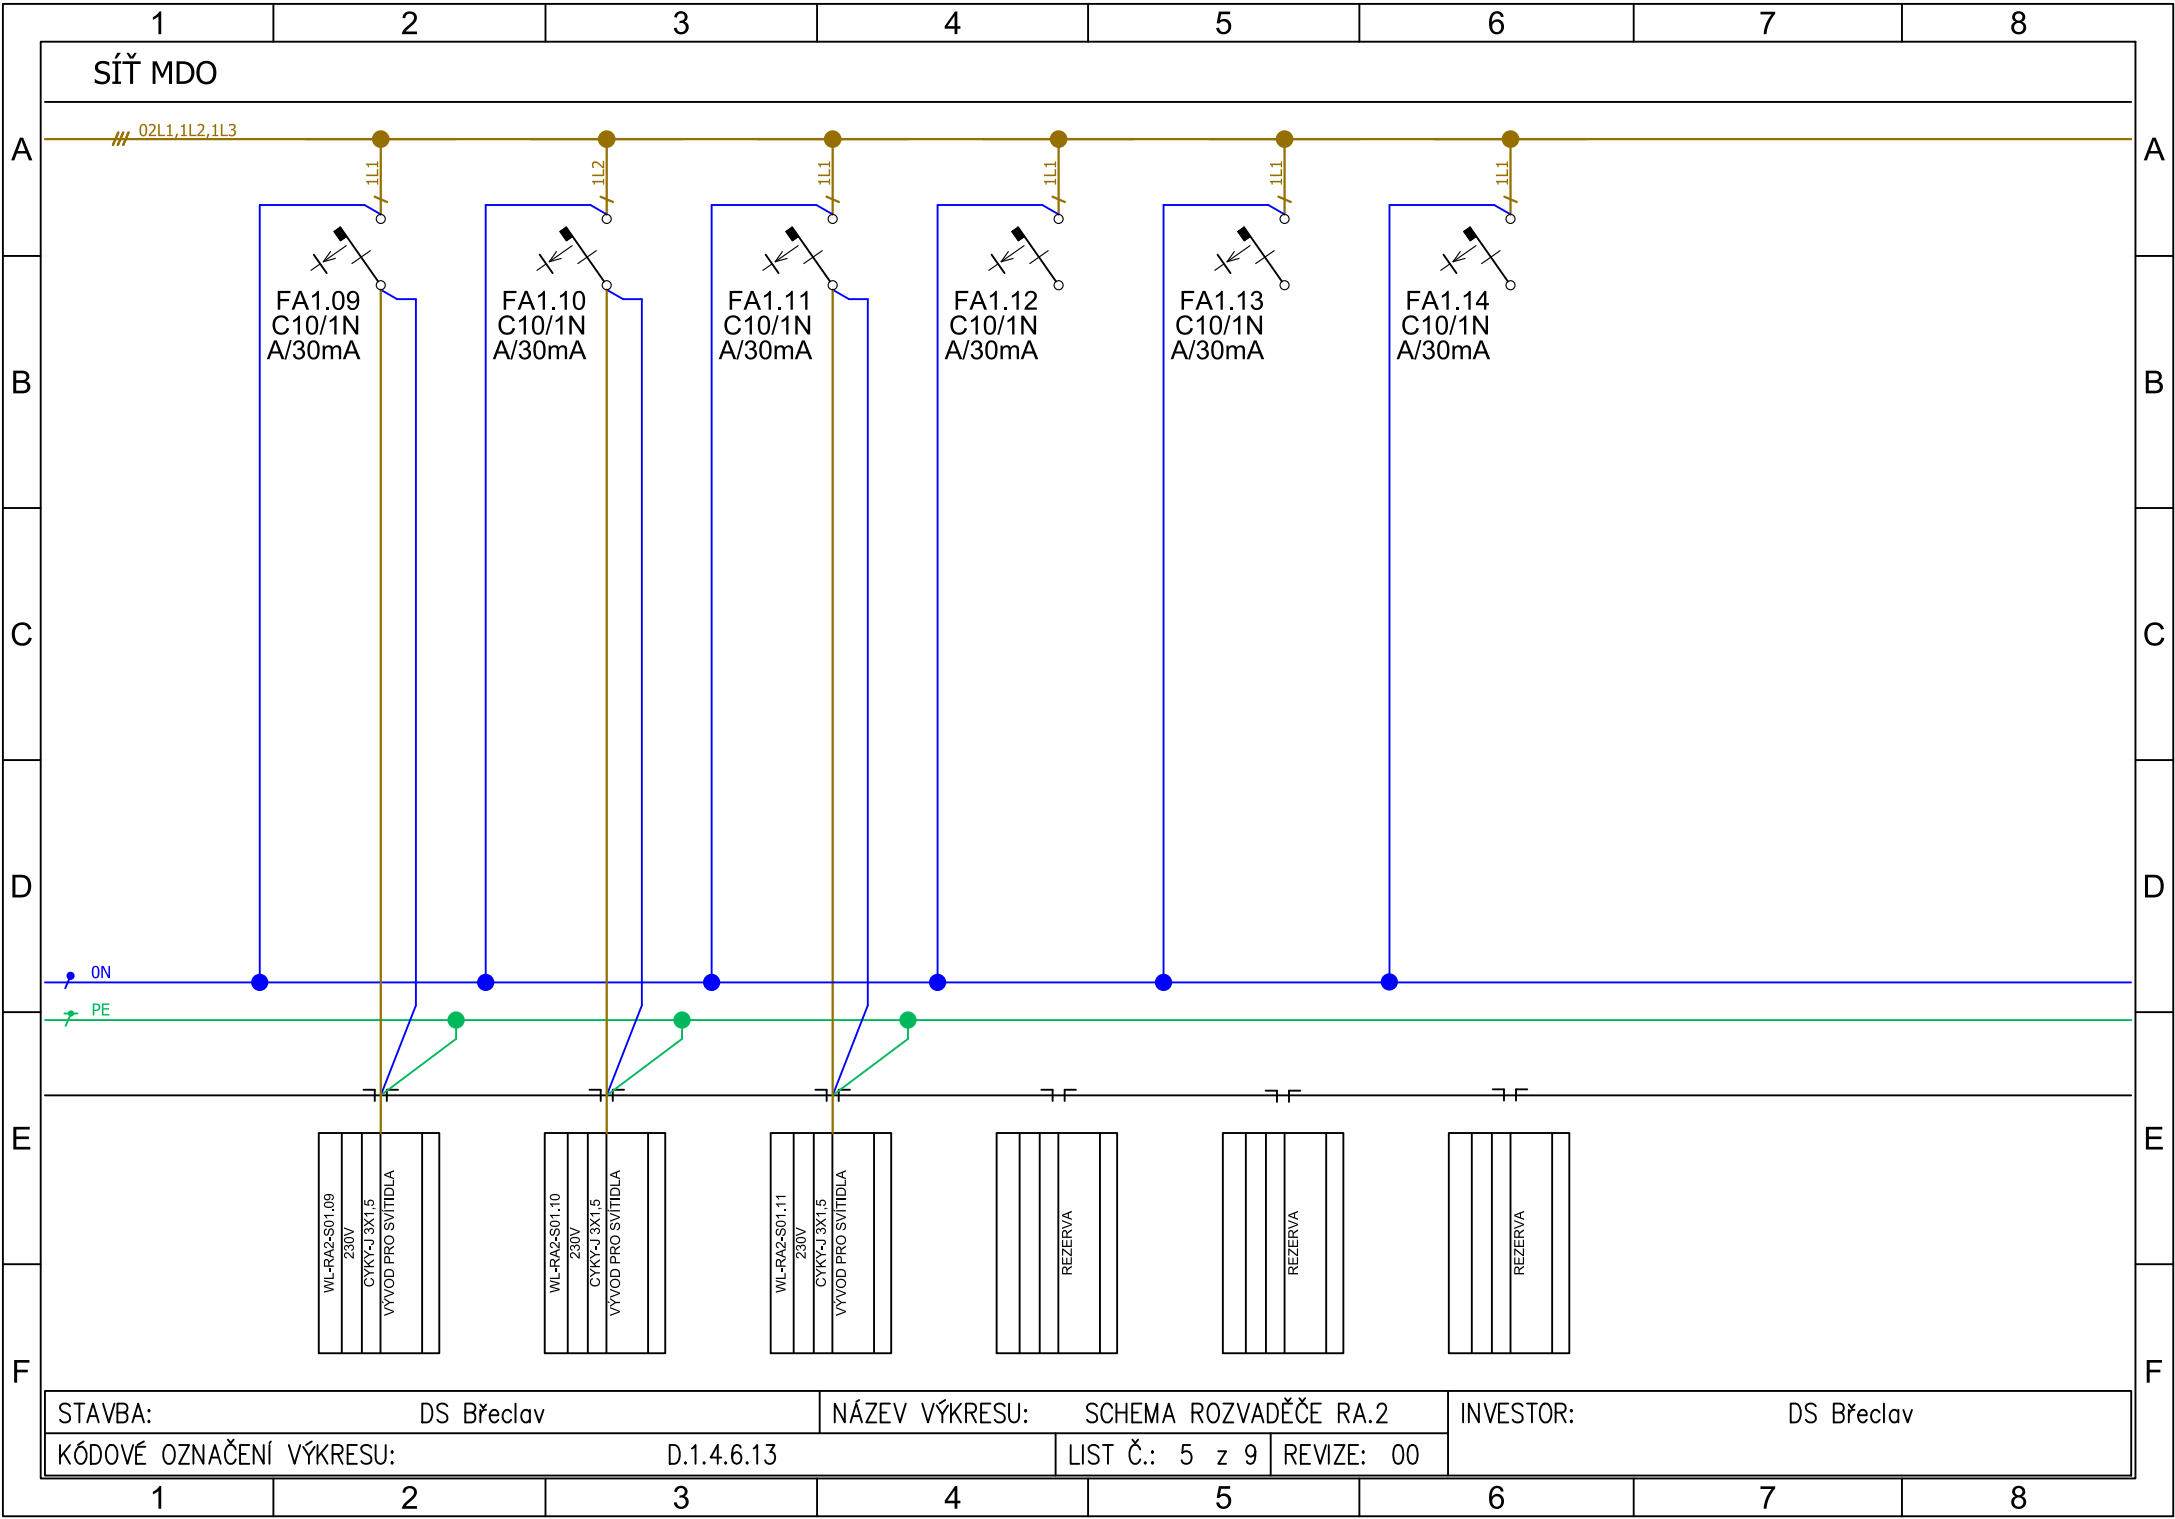 1 2 3 4 5 6 7 8
SÍŤ MDO
A A
02L1,1L2,1L3
1L1 1L2 1L1 1L1 1L1 1L1
FA1.09
C10/1N
A/30mA
FA1.10
C10/1N
A/30mA
FA1.11
C10/1N
A/30mA
FA1.12
C10/1N
A/30mA
FA1.13
C10/1N
A/30mA
FA1.14
C10/1N
A/30mA
B B
C C
D D
0N
PE
E E
WL-RA2-S01.09
230V
CYKY-J 3X1,5
VÝVOD PRO SVÍTIDLA
WL-RA2-S01.10
230V
CYKY-J 3X1,5
VÝVOD PRO SVÍTIDLA
WL-RA2-S01.11
230V
CYKY-J 3X1,5
VÝVOD PRO SVÍTIDLA
REZERVA
REZERVA
REZERVA
F F
STAVBA: DS Břeclav NÁZEV VÝKRESU: SCHEMA ROZVADĚČE RA.2 INVESTOR: DS Břeclav
KÓDOVÉ OZNAČENÍ VÝKRESU: D.1.4.6.13 LIST Č.: 5 z 9 REVIZE: 00
1 2 3 4 5 6 7 8